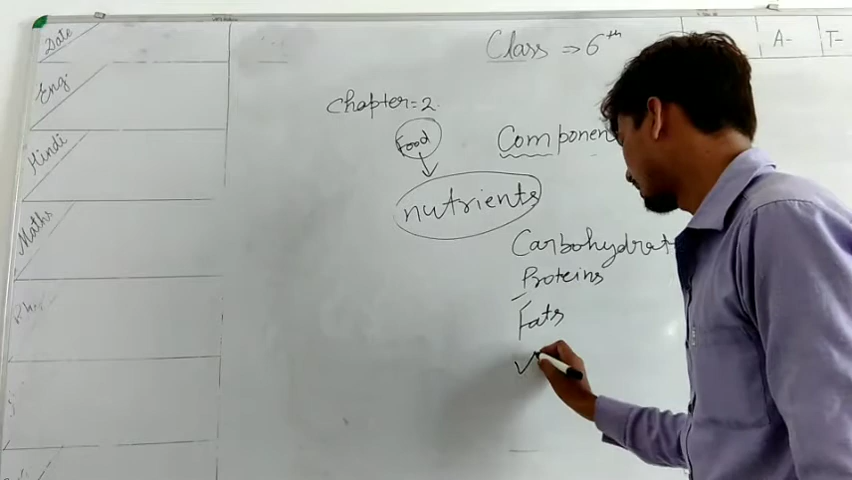 Date
Class ⇒ 6th
A-
T-
Eng.
Chapter = 2.
Food
Componen
Hindi
nutrients
Maths
Carbohydrat
Proteins
Fats
V